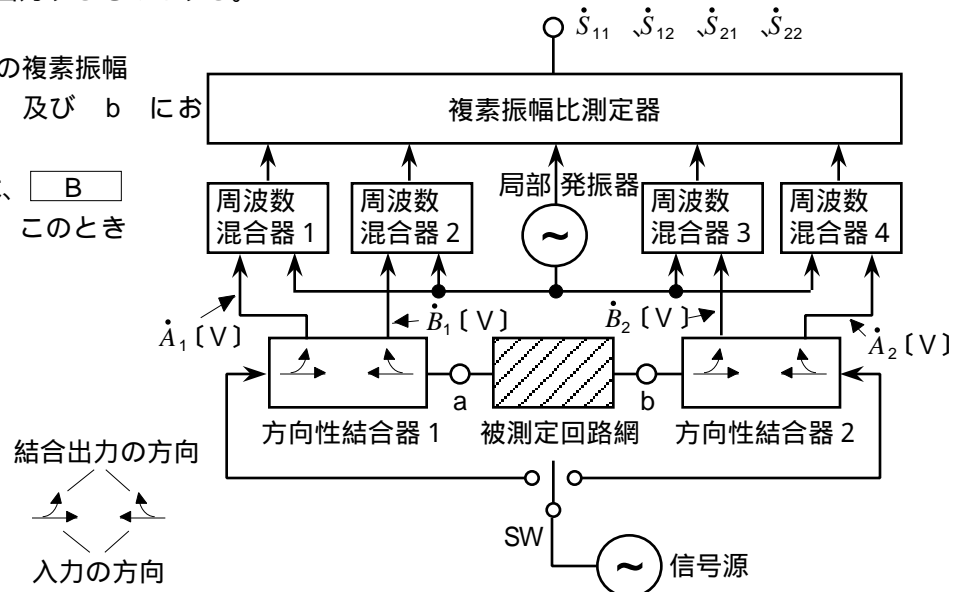 の複素振幅
及び b にお
、 B
このとき
Ṡ11 、Ṡ12 、Ṡ21 、Ṡ22
複素振幅比測定器
局部発振器
周波数
混合器1
周波数
混合器2
周波数
混合器3
周波数
混合器4
~
Ȧ1〔V〕
Ḃ1〔V〕
Ḃ2〔V〕
Ȧ2〔V〕
a
b
方向性結合器1
被測定回路網
方向性結合器2
結合出力の方向
入力の方向
SW
~
信号源